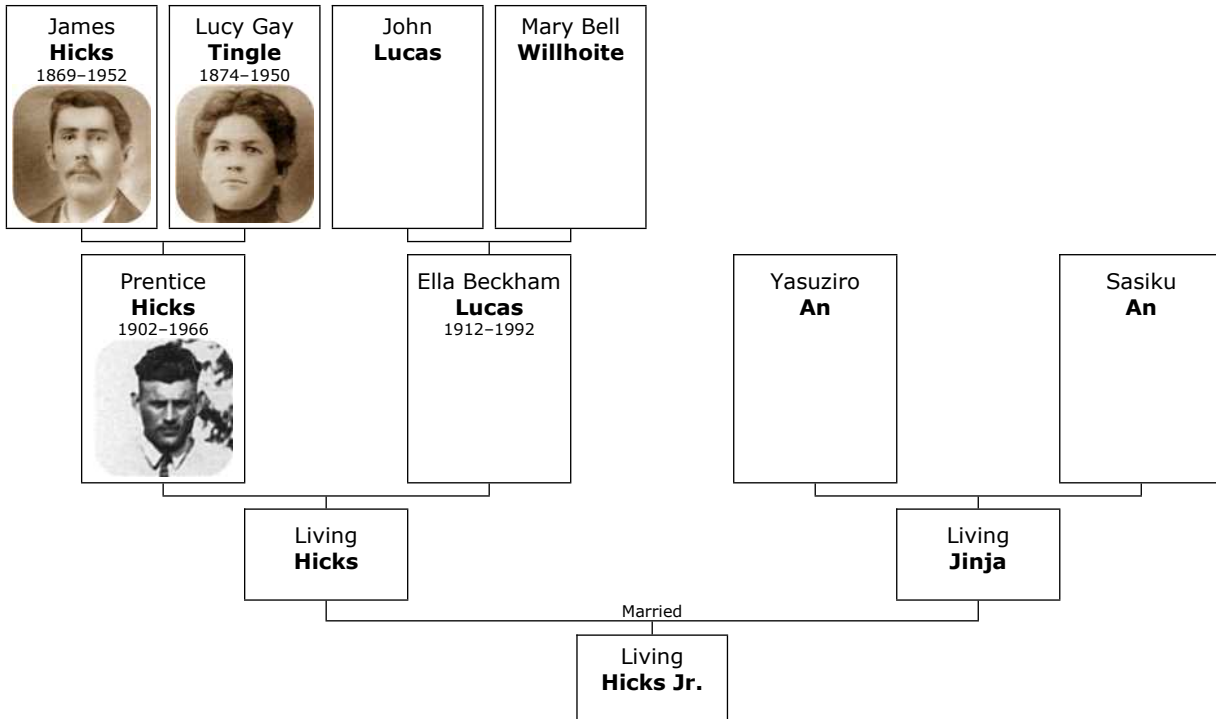 James
Hicks
1869–1952
Lucy Gay
Tingle
1874–1950
John
Lucas
Mary Bell
Willhoite
Prentice
Hicks
1902–1966
Ella Beckham
Lucas
1912–1992
Yasuziro
An
Sasiku
An
Living
Hicks
Living
Jinja
Married
Living
Hicks Jr.